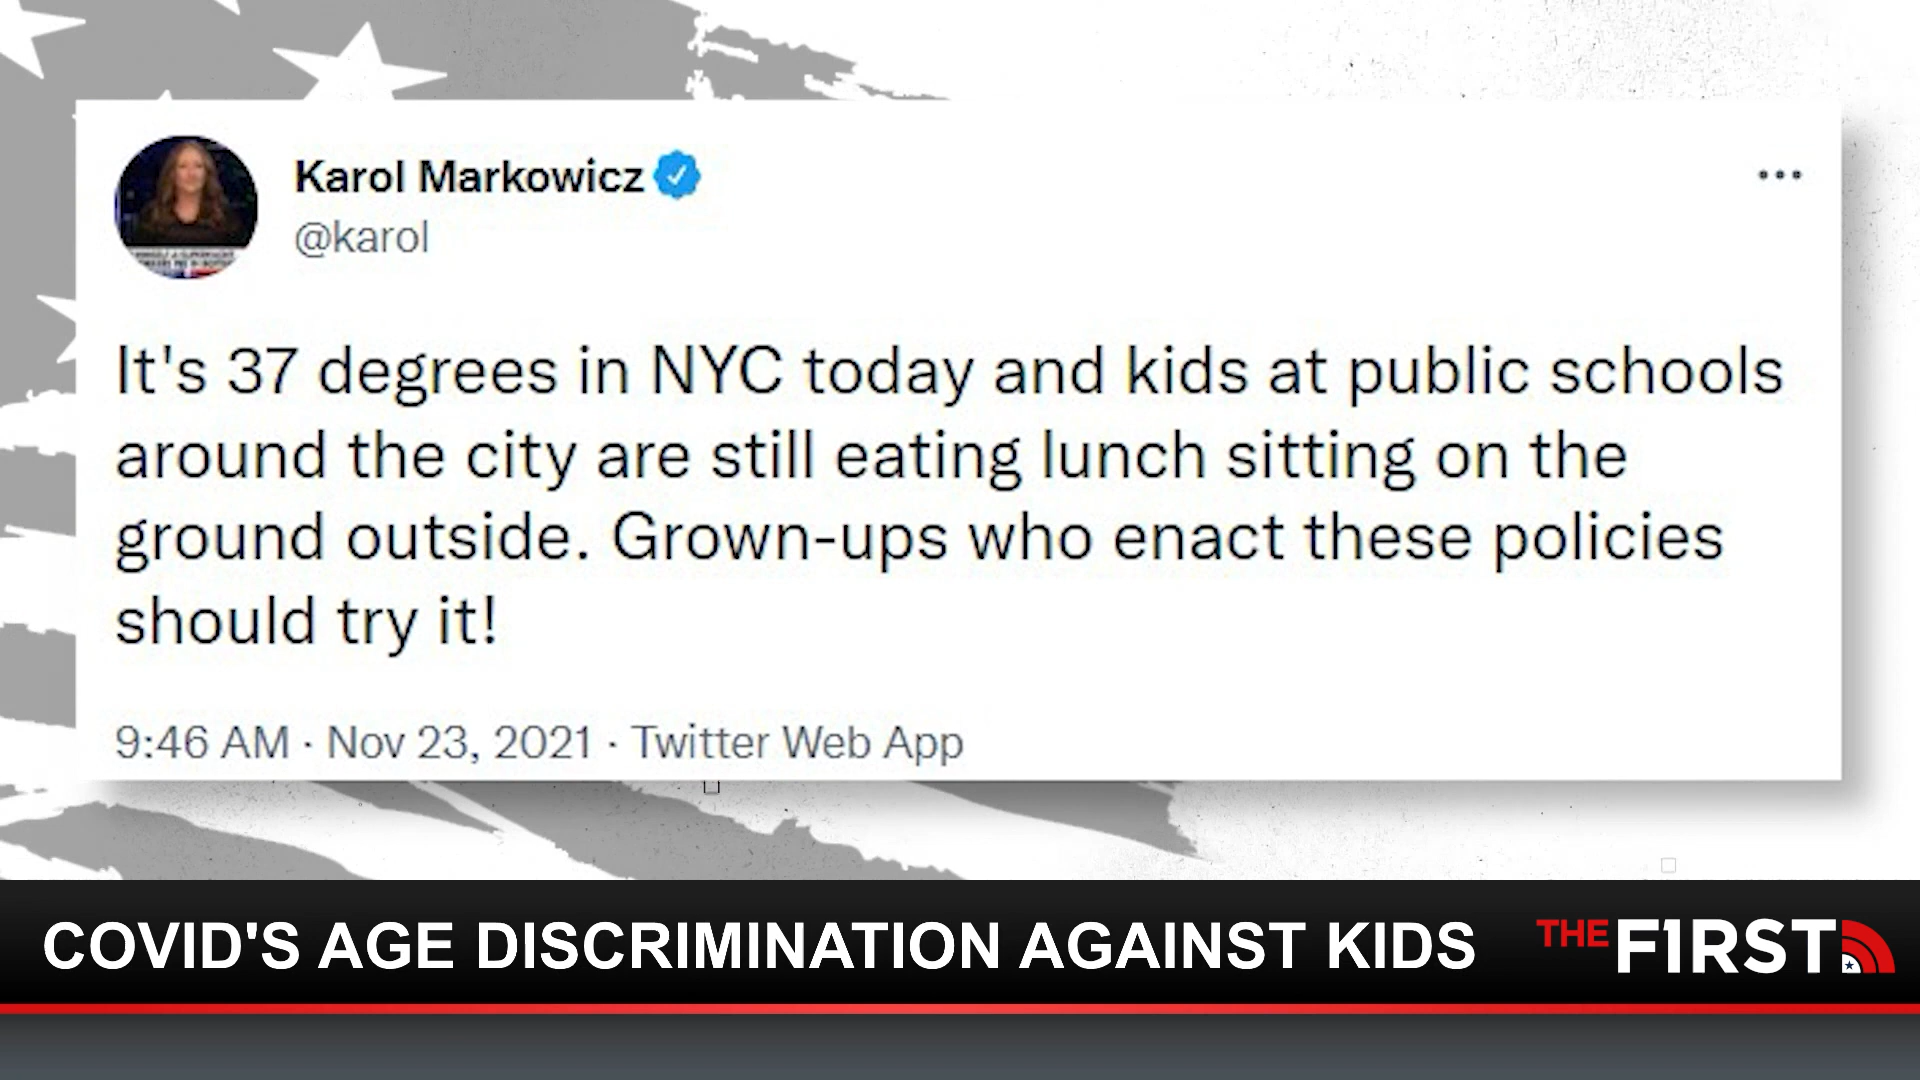 Karol Markowicz
@karol
It's 37 degrees in NYC today and kids at public schools
around the city are still eating lunch sitting on the
ground outside. Grown-ups who enact these policies
should try it!
9:46 AM · Nov 23, 2021 · Twitter Web App
COVID'S AGE DISCRIMINATION AGAINST KIDS
THE F1RST